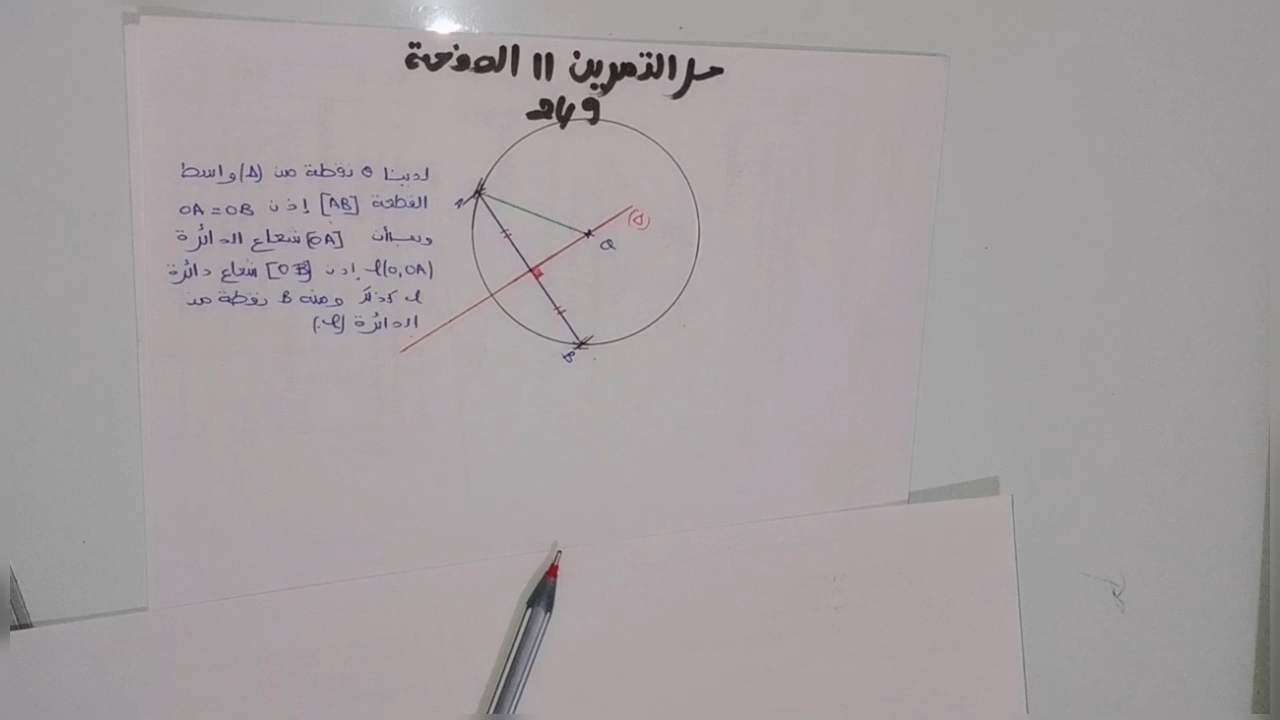 حل التمرين 11 الصفحة
249
لدينا O نقطة من (Δ) واسط
القطعة [AB] إذن OA = OB
وبما أن [OA] شعاع الدائرة
C(O,OA) إذن [OB] شعاع دائرة
C كذلك ومنه B نقطة من
الدائرة (C).
A
(Δ)
O
B